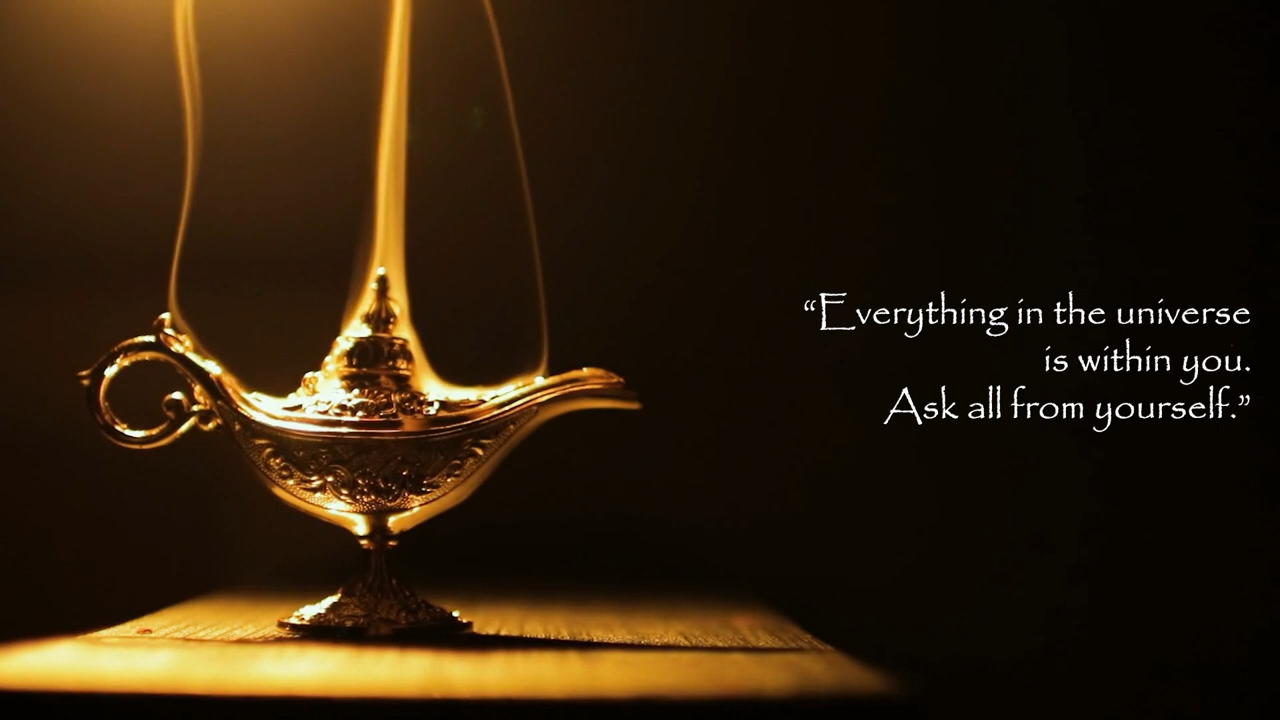 “Everything in the universe
is within you.
Ask all from yourself.”